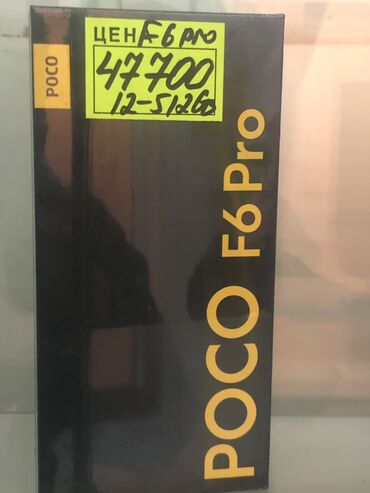 POCO
ЦЕНА F6 pro
47700
12-512Gb
POCO F6 Pro